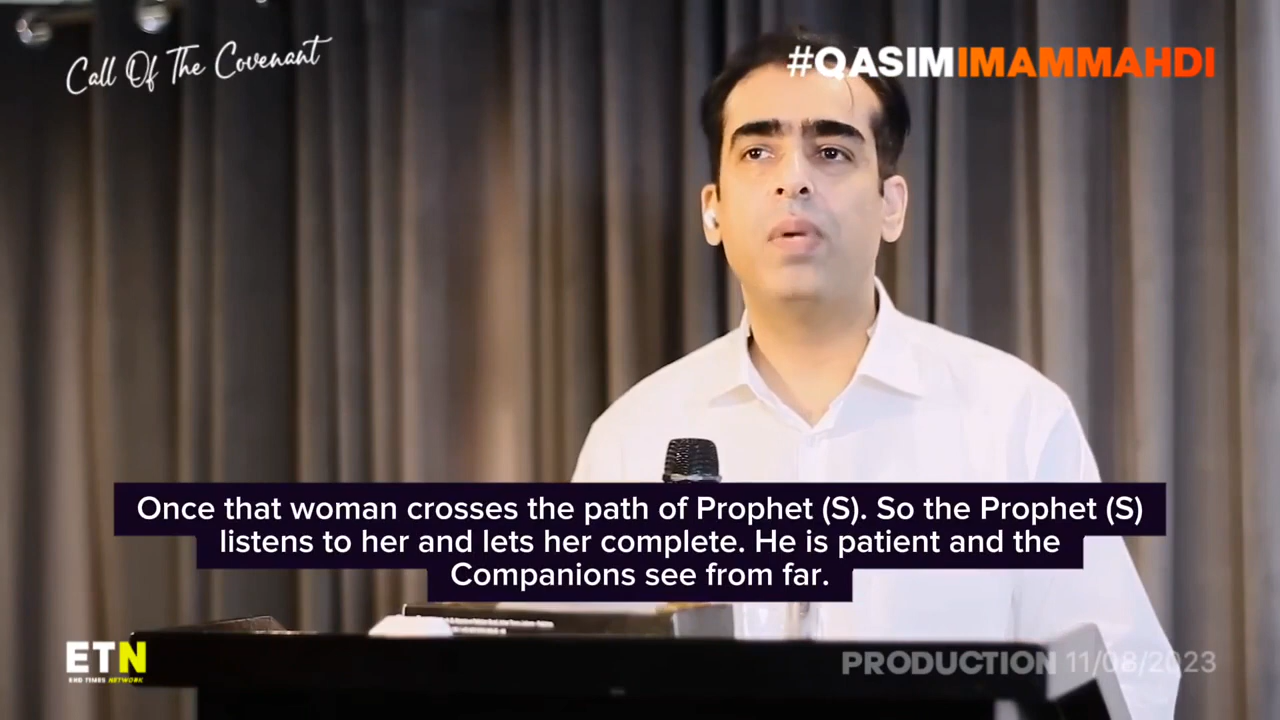 Call Of The Covenant
#QASIMIMAMMAHDI
Once that woman crosses the path of Prophet (S). So the Prophet (S)
listens to her and lets her complete. He is patient and the
Companions see from far.
ETN
END TIMES NETWORK
PRODUCTION 11/08/2023